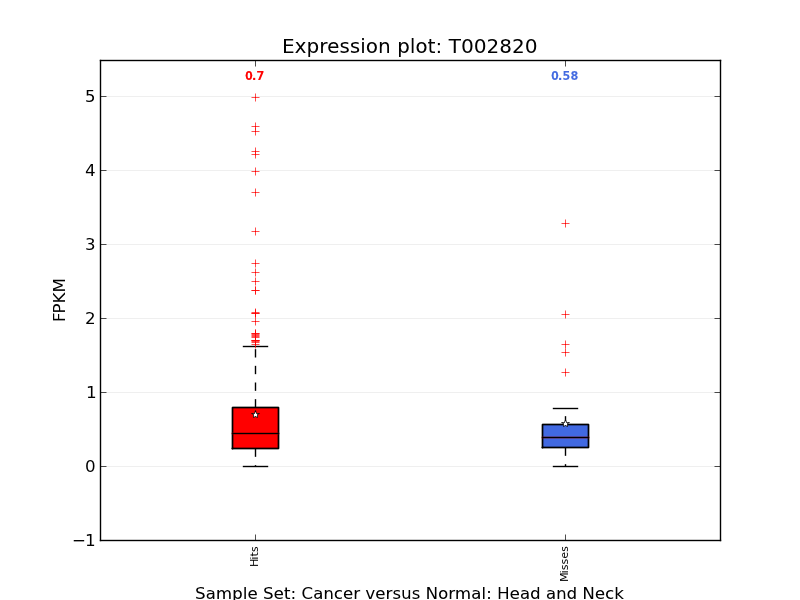 Expression plot: T002820
0.7 0.58
5
4
3
2
1
0
−1
FPKM
Hits Misses
Sample Set: Cancer versus Normal: Head and Neck